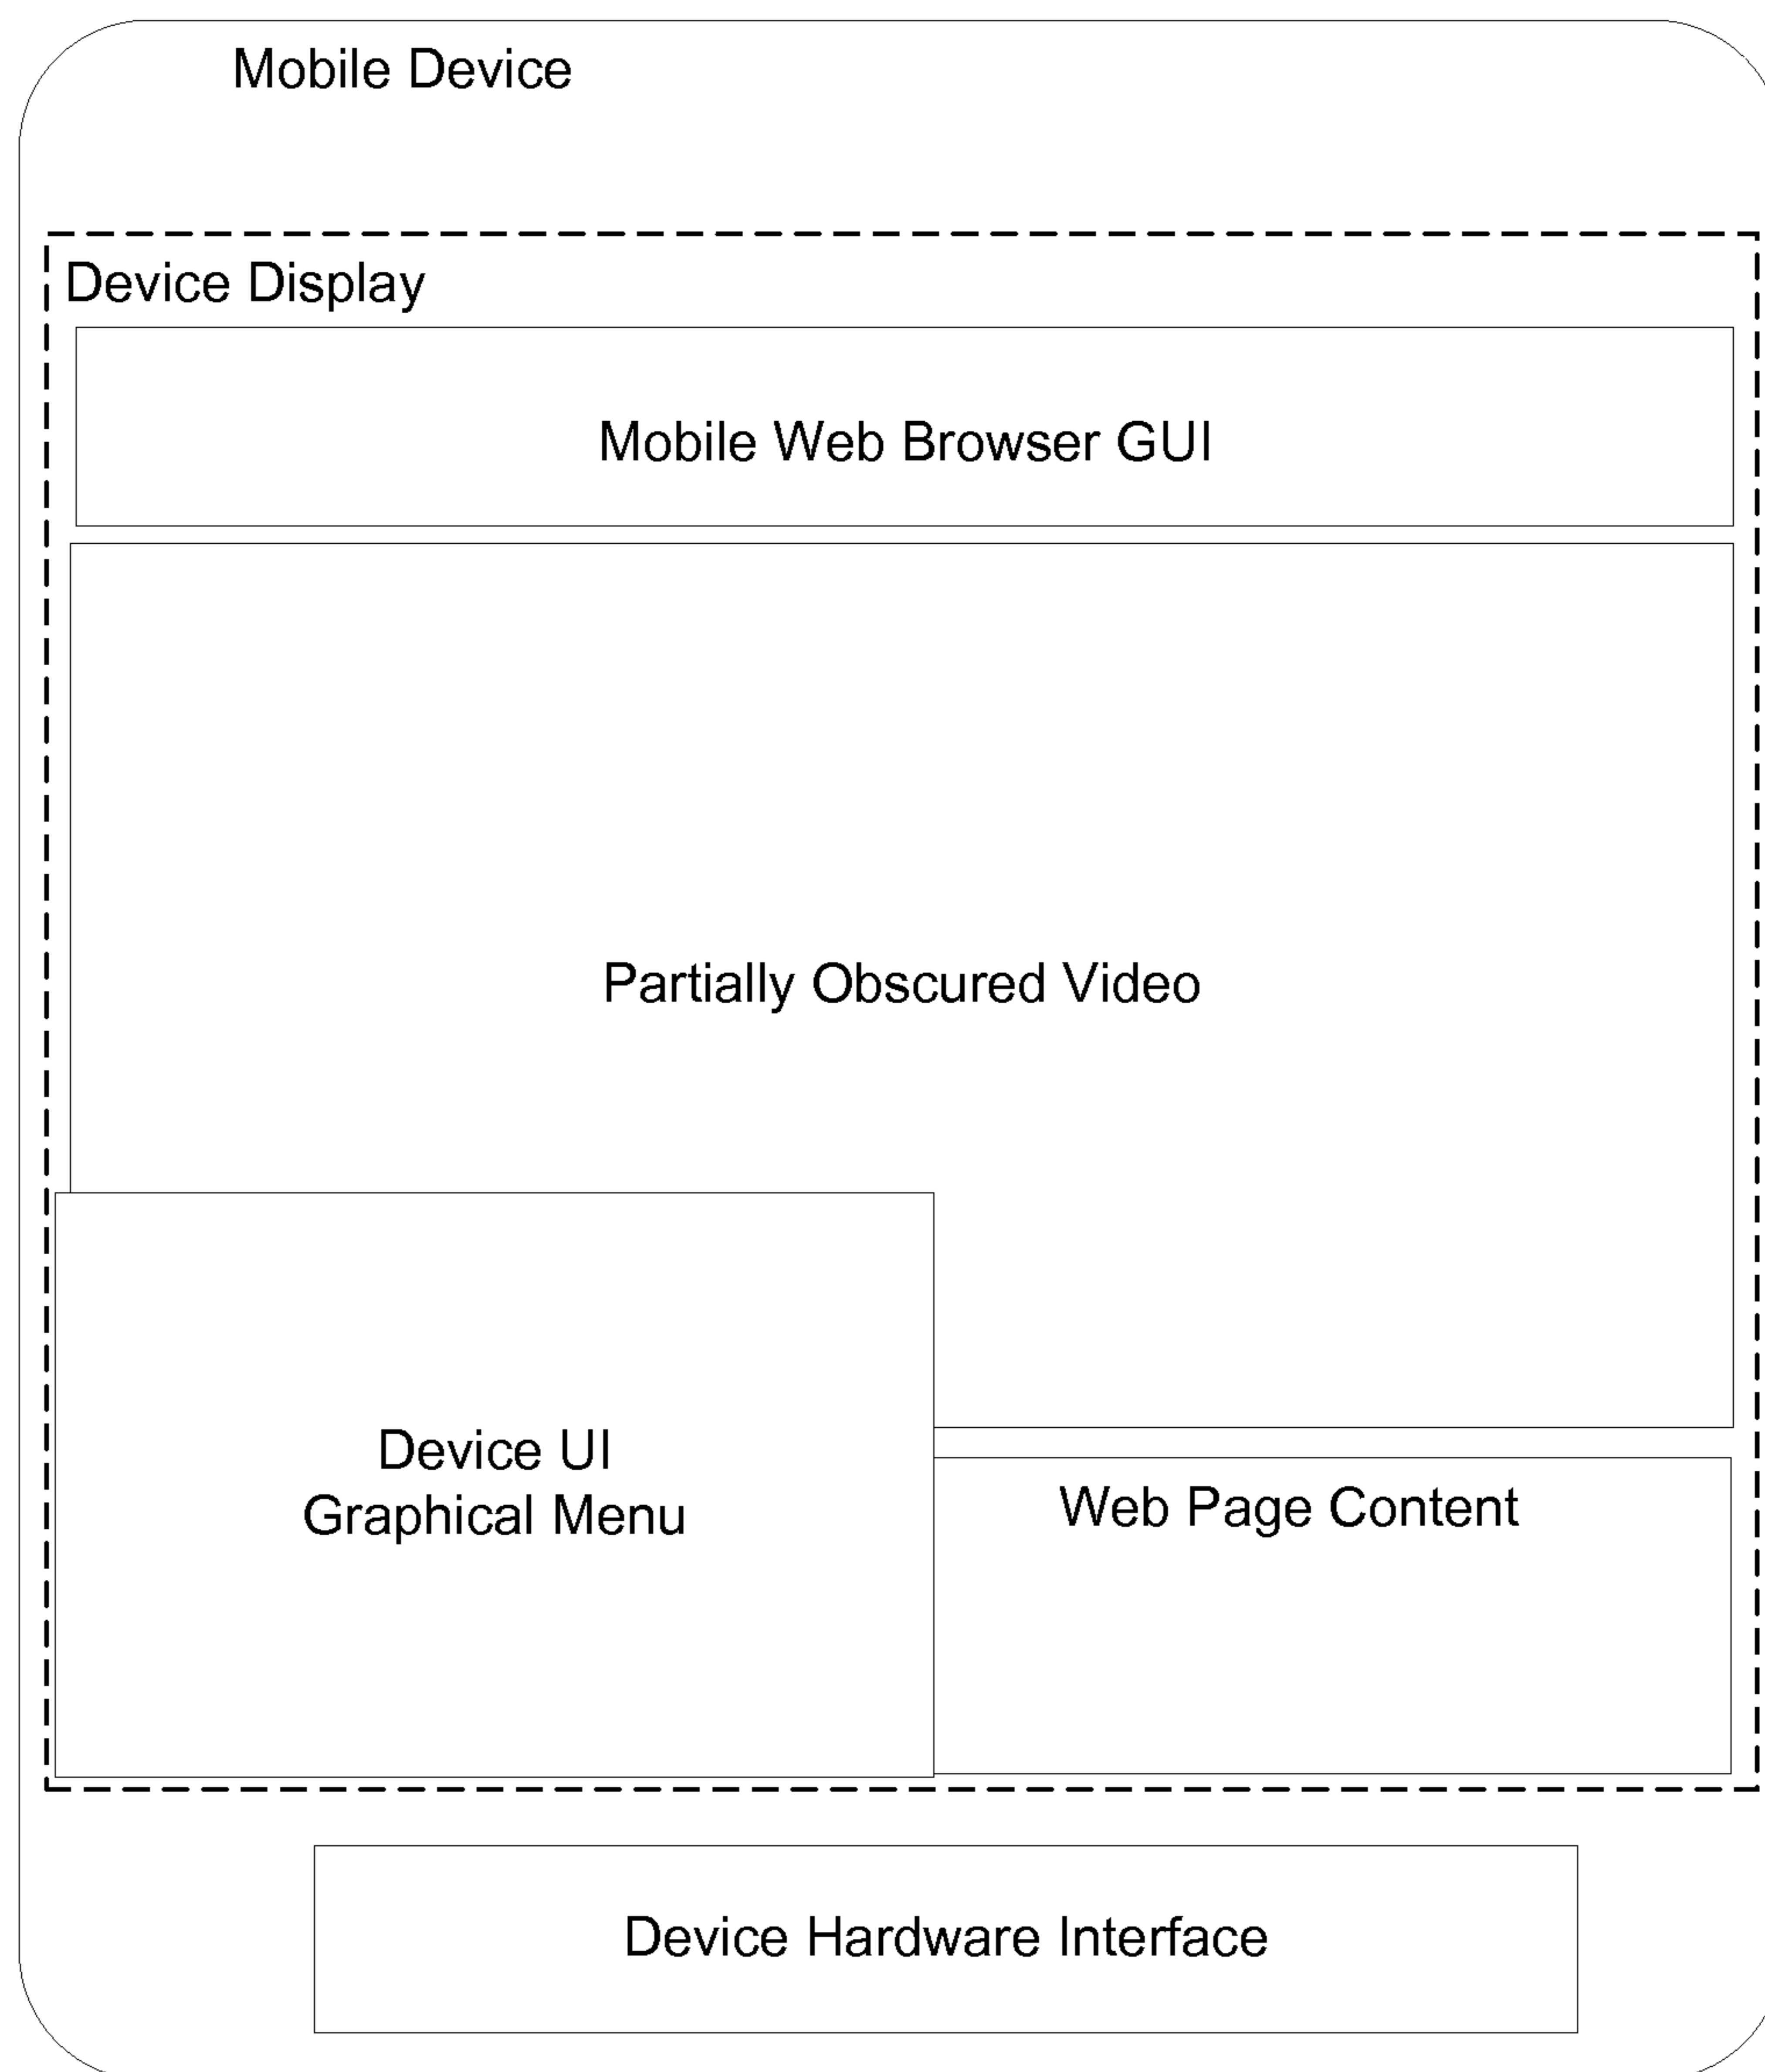 Mobile Device
Device Display
Mobile Web Browser GUI
Partially Obscured Video
Device UI
Graphical Menu
Web Page Content
Device Hardware Interface